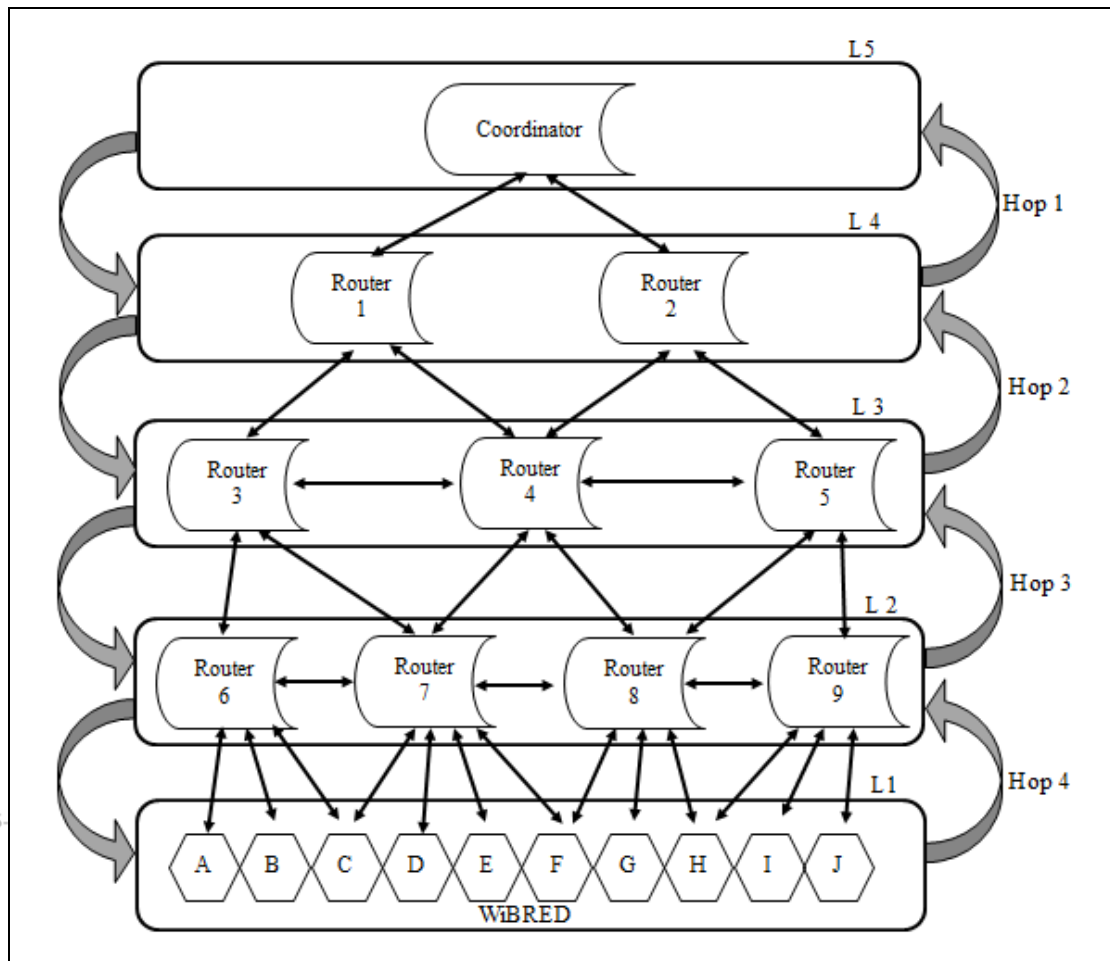 L5
Coordinator
Hop 1
L 4
Router
1
Router
2
Hop 2
L 3
Router
3
Router
4
Router
5
Hop 3
L 2
Router
6
Router
7
Router
8
Router
9
Hop 4
L1
A B C D E F G H I J
WiBRED